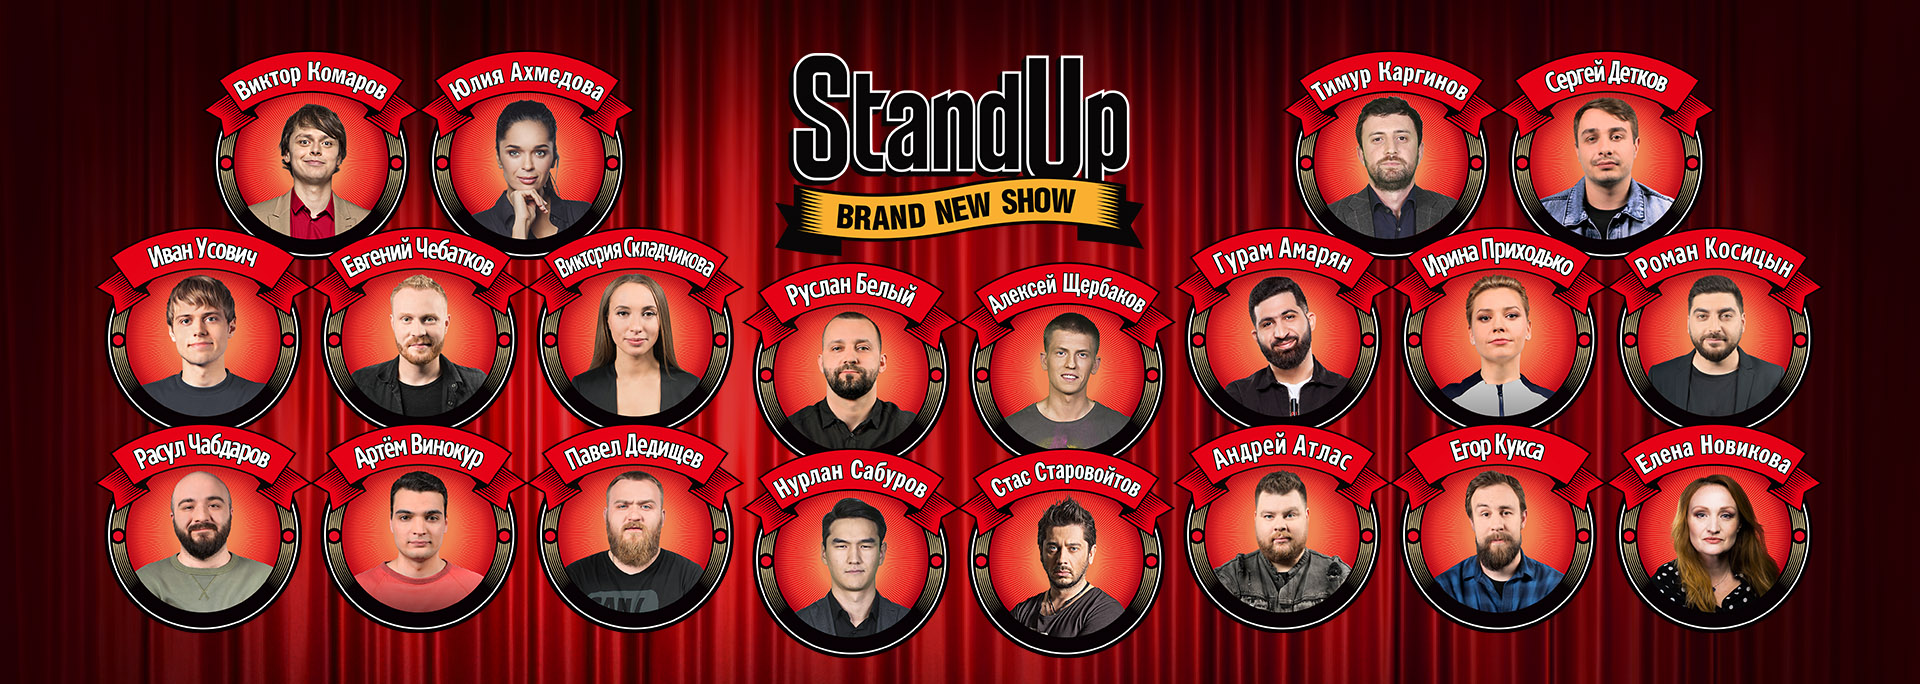 Виктор Комаров
Юлия Ахмедова
StandUp
BRAND NEW SHOW
Тимур Каргинов
Сергей Детков
Иван Усович
Евгений Чебатков
Виктория Складчикова
Руслан Белый
Алексей Щербаков
Гурам Амарян
Ирина Приходько
Роман Косицын
Расул Чабдаров
Артём Винокур
Павел Дедищев
Нурлан Сабуров
Стас Старовойтов
Андрей Атлас
Егор Кукса
Елена Новикова